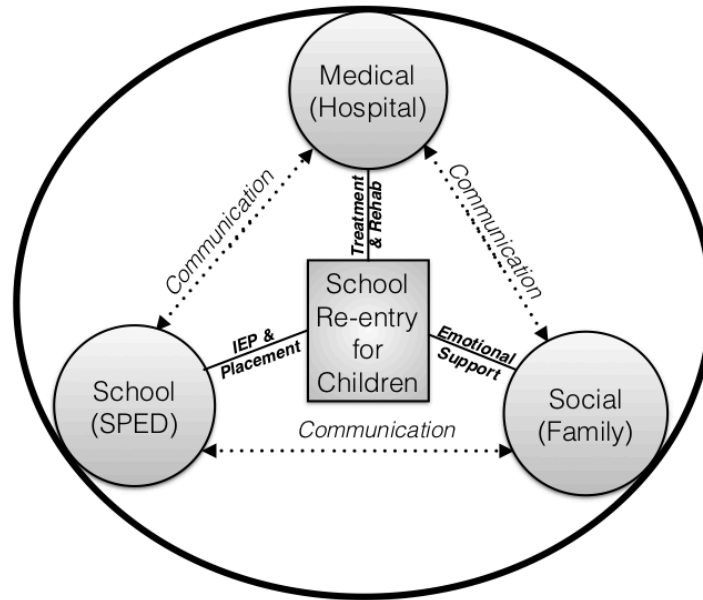 Medical
(Hospital)
Communication
Communication
Treatment
& Rehab
School
Re-entry
for
Children
IEP &
Placement
Emotional
Support
School
(SPED)
Communication
Social
(Family)